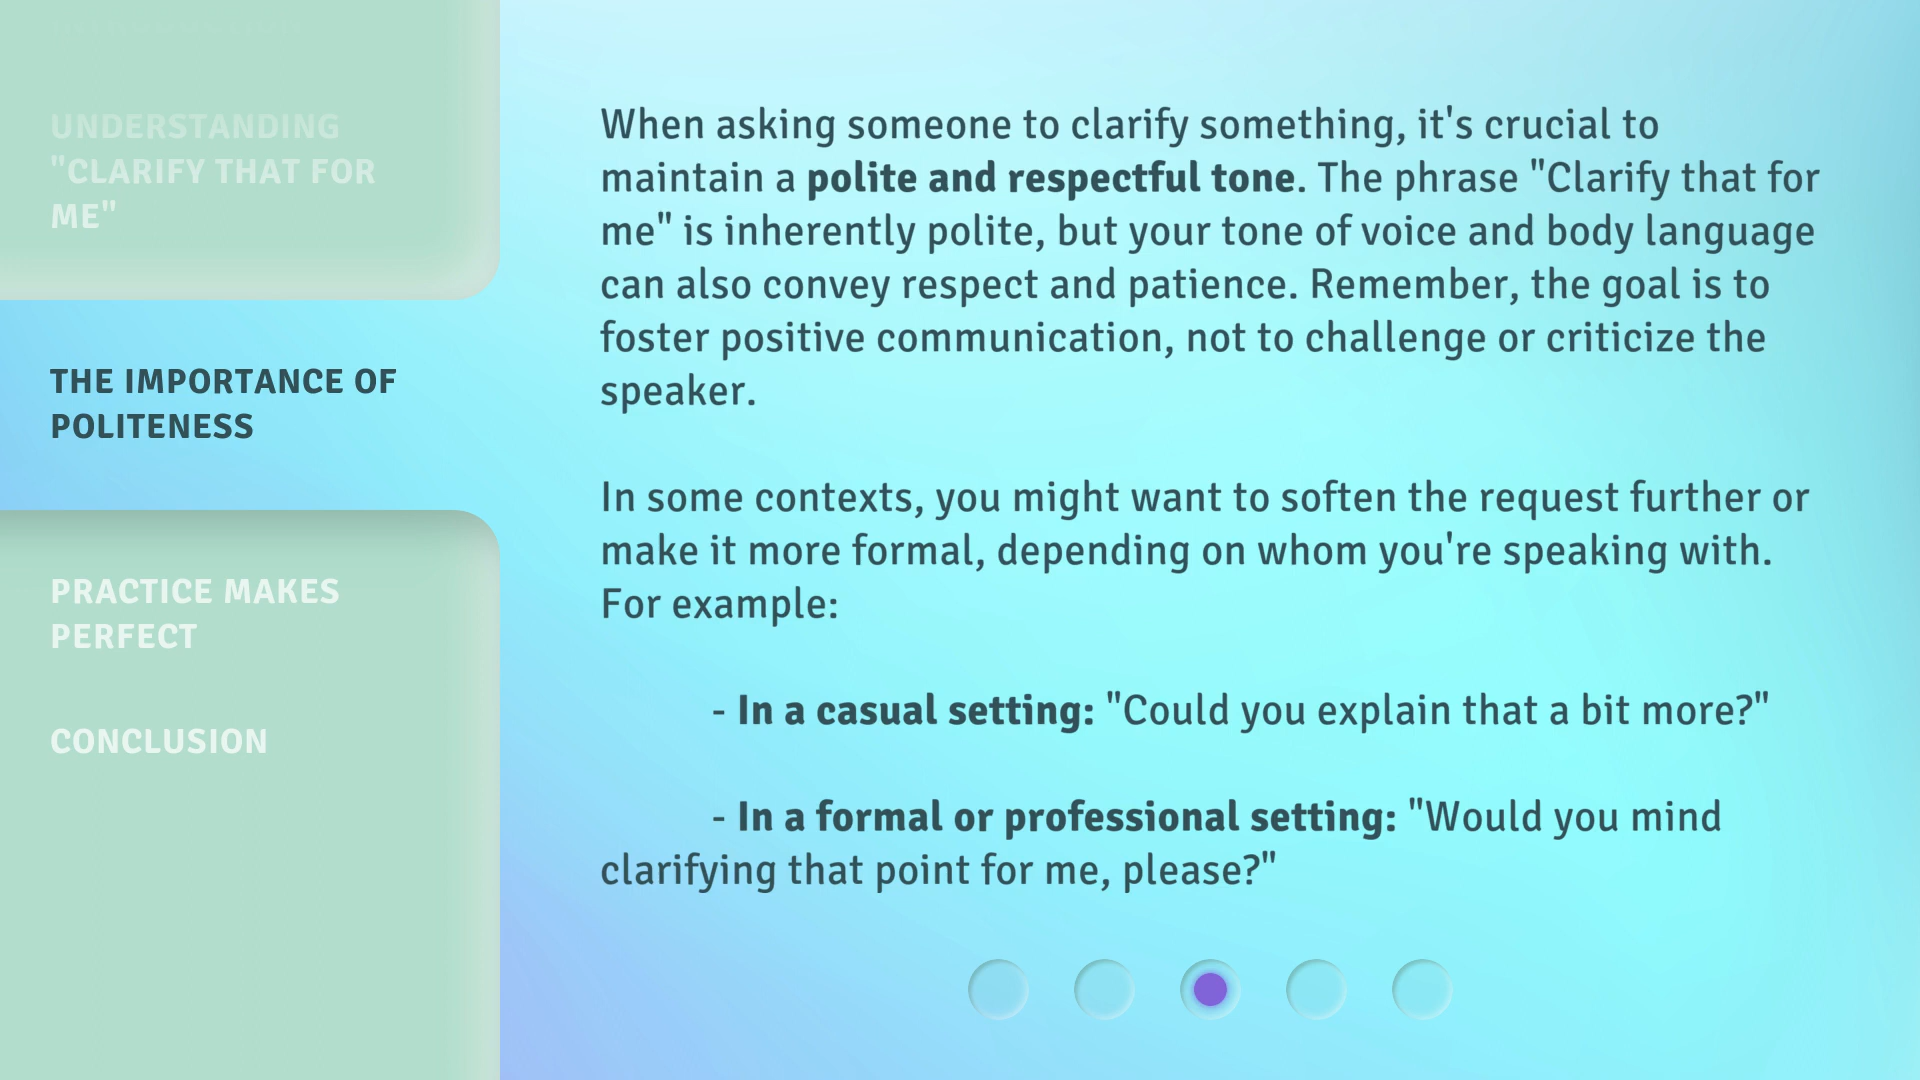 UNDERSTANDING
"CLARIFY THAT FOR
ME"
THE IMPORTANCE OF
POLITENESS
PRACTICE MAKES
PERFECT
CONCLUSION
When asking someone to clarify something, it's crucial to
maintain a polite and respectful tone. The phrase "Clarify that for
me" is inherently polite, but your tone of voice and body language
can also convey respect and patience. Remember, the goal is to
foster positive communication, not to challenge or criticize the
speaker.
In some contexts, you might want to soften the request further or
make it more formal, depending on whom you're speaking with.
For example:
- In a casual setting: "Could you explain that a bit more?"
- In a formal or professional setting: "Would you mind
clarifying that point for me, please?"